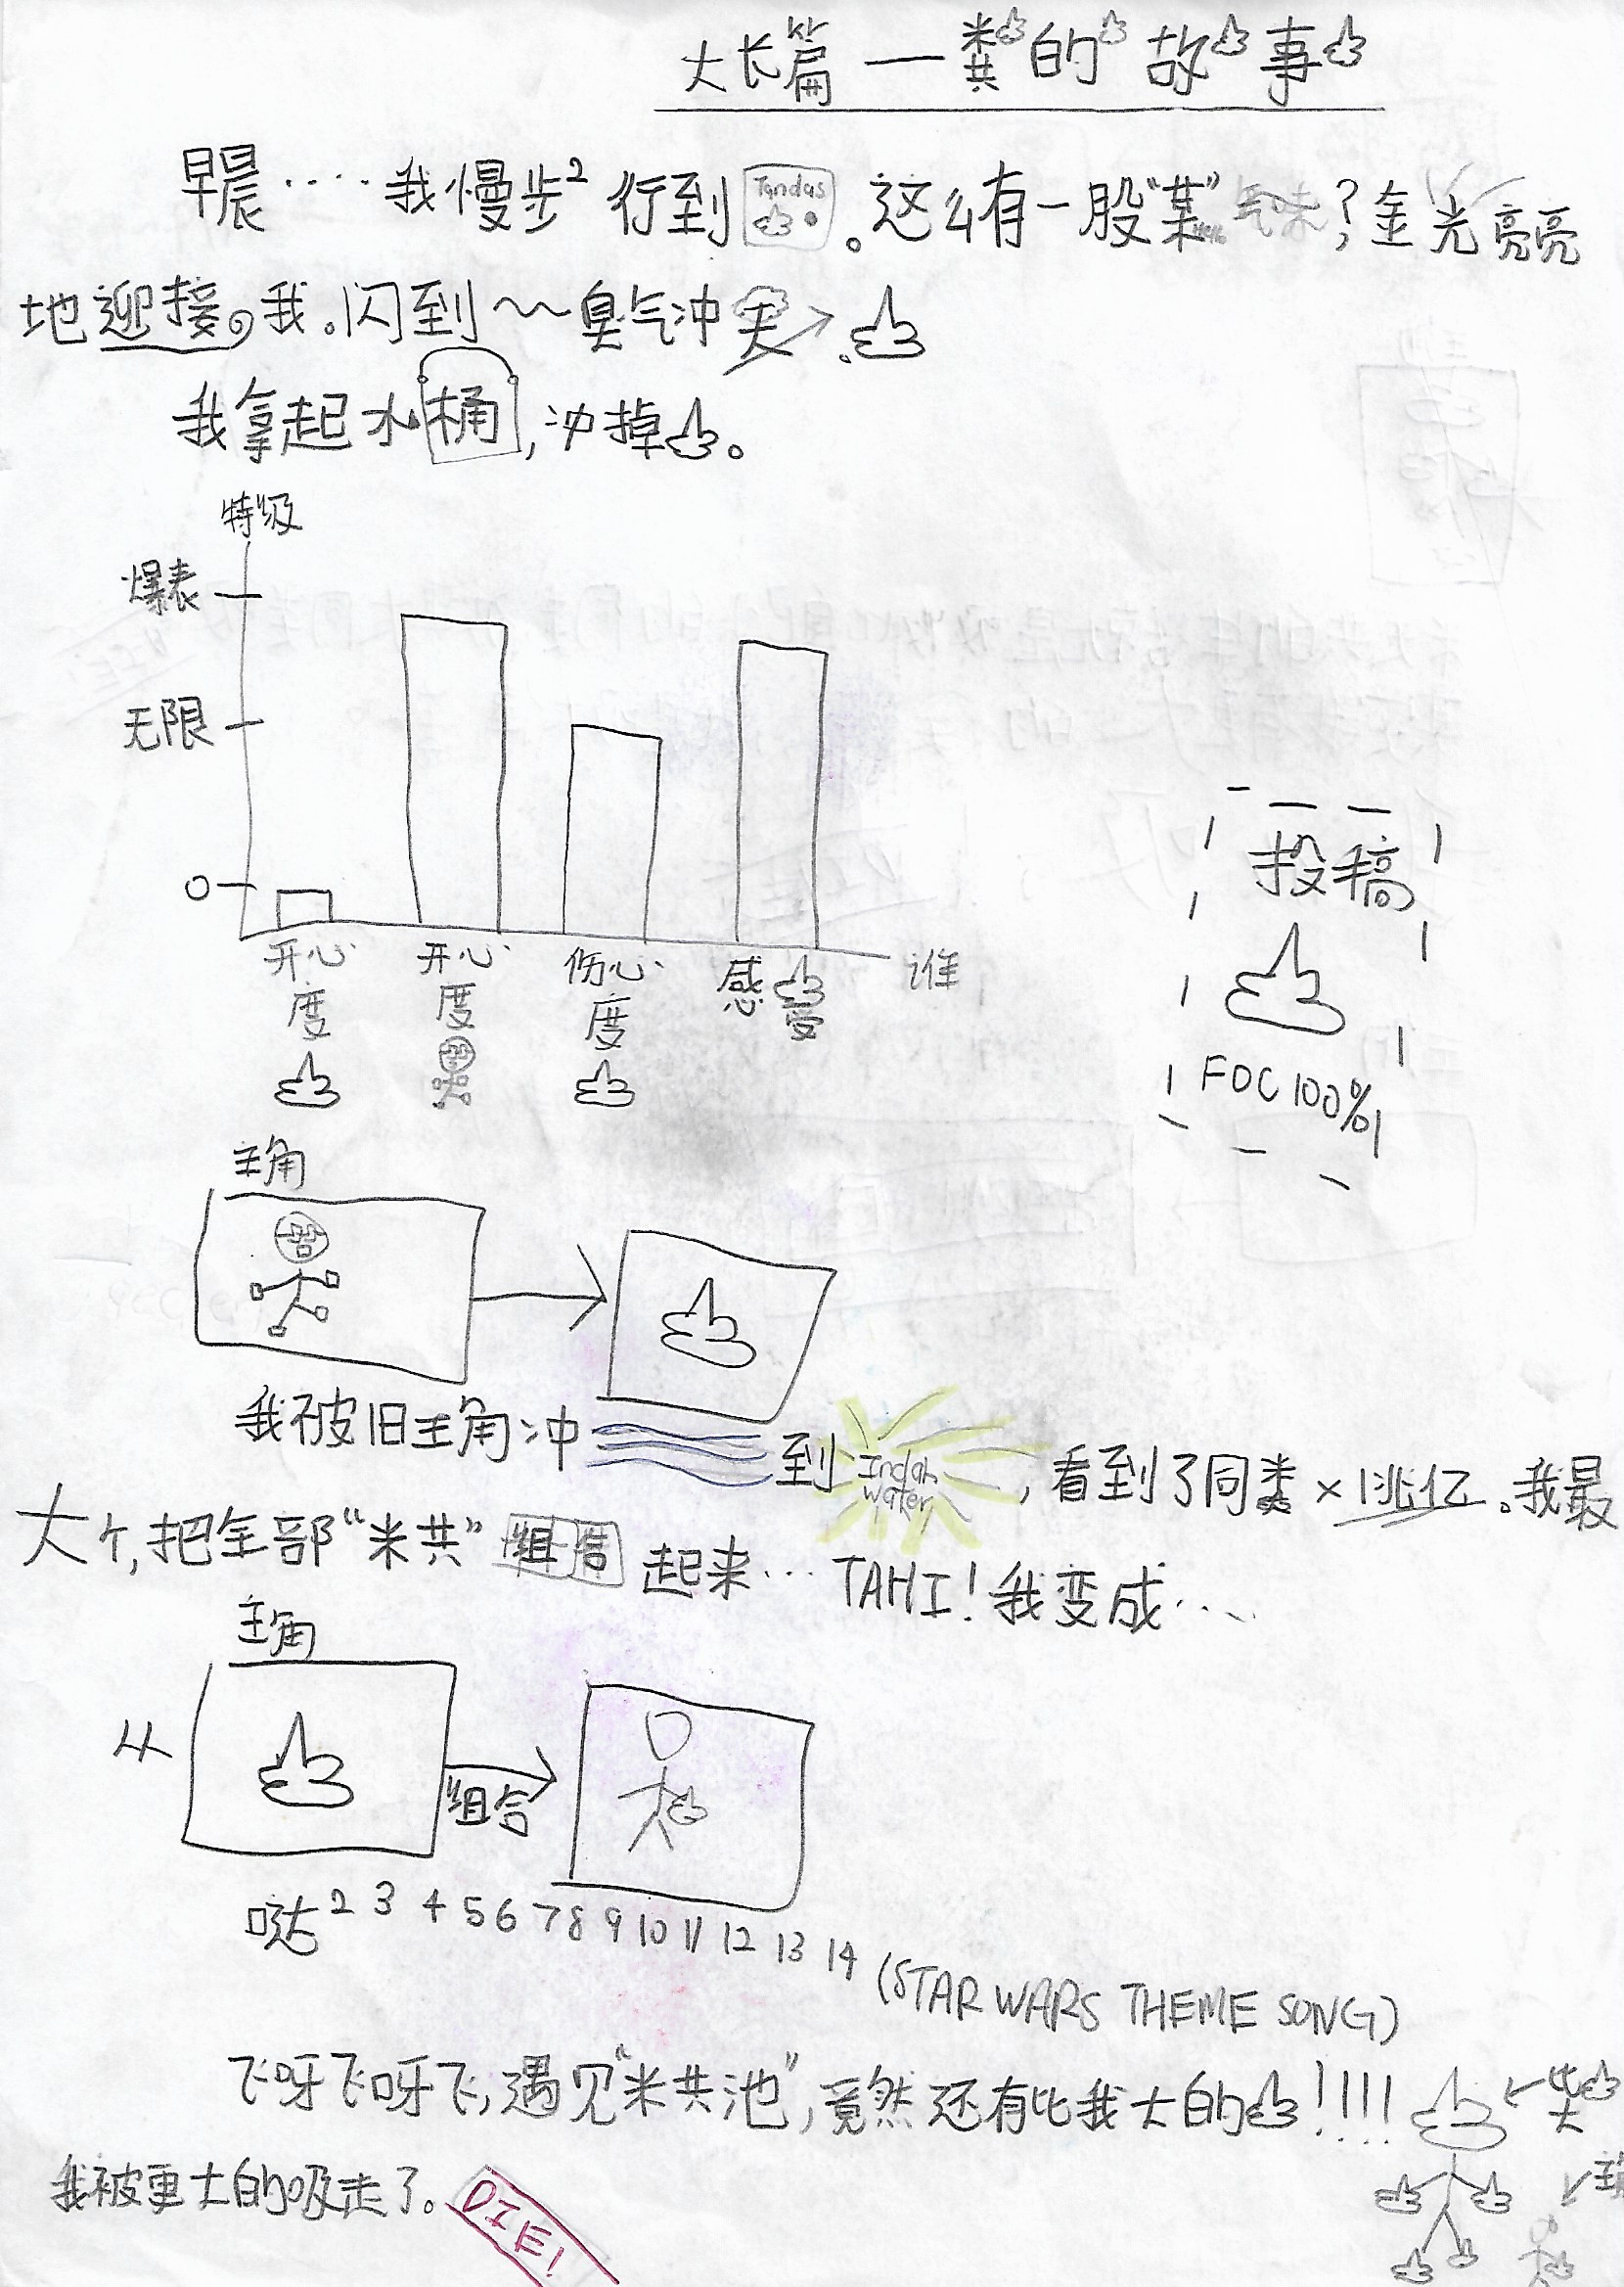 大长篇一粪的故事
早晨····我慢步² 行到 Tandas 。这么有一股“粪”气味?金光亮亮
地迎接。我。闪到~~臭气冲天.
我拿起水桶,冲掉。
特级
爆表
无限
0
开心度
开心度
伤心度
感受
谁
投稿
FOC 100%
主角
我被旧主角冲 到 Indah Water ,看到了同类×1兆亿。我最
大个,把全部“米共”组合起来… TAHI!我变成····
主角
从
组合
哒 2 3 4 5 6 7 8 9 10 11 12 13 14 (STAR WARS THEME SONG)
飞呀飞呀飞,遇见“米共池”,竟然还有比我大的!!!!
我被更大的吸走了。 DIE!